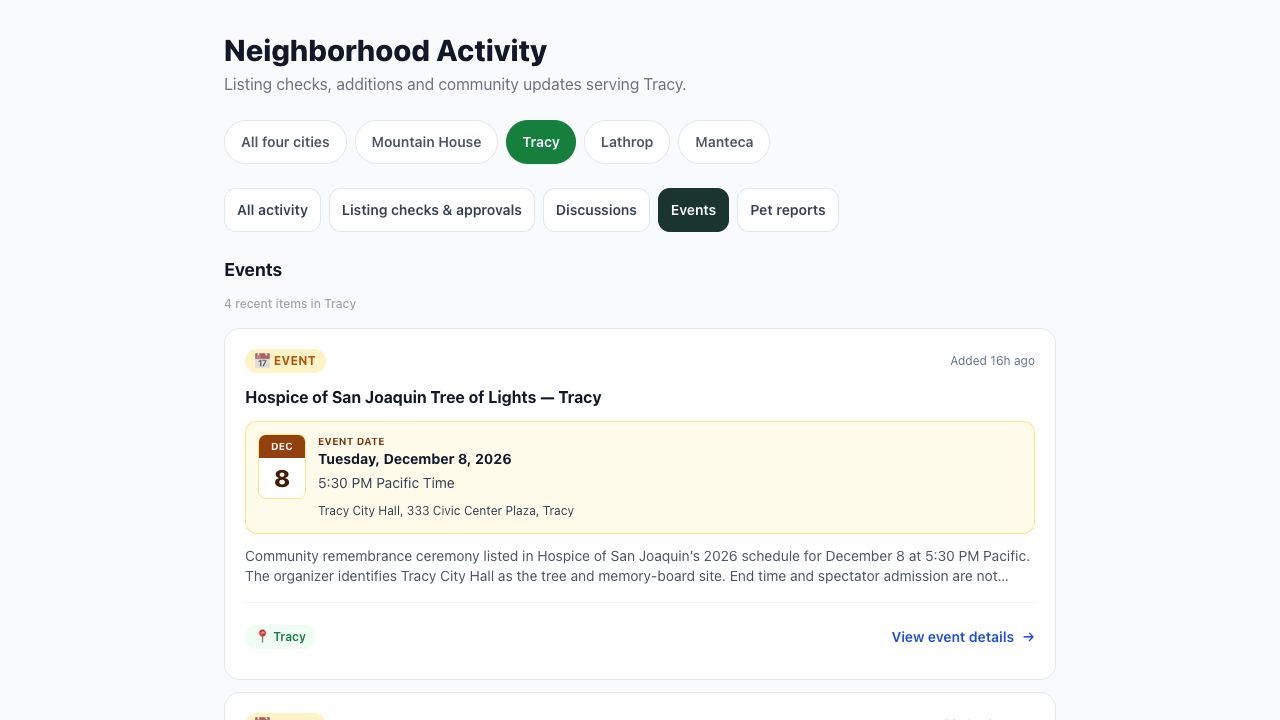 Neighborhood Activity
Listing checks, additions and community updates serving Tracy.
All four cities
Mountain House
Tracy
Lathrop
Manteca
All activity
Listing checks & approvals
Discussions
Events
Pet reports
Events
4 recent items in Tracy
EVENT
Added 16h ago
Hospice of San Joaquin Tree of Lights — Tracy
DEC
8
EVENT DATE
Tuesday, December 8, 2026
5:30 PM Pacific Time
Tracy City Hall, 333 Civic Center Plaza, Tracy
Community remembrance ceremony listed in Hospice of San Joaquin’s 2026 schedule for December 8 at 5:30 PM Pacific.
The organizer identifies Tracy City Hall as the tree and memory-board site. End time and spectator admission are not…
Tracy
View event details →